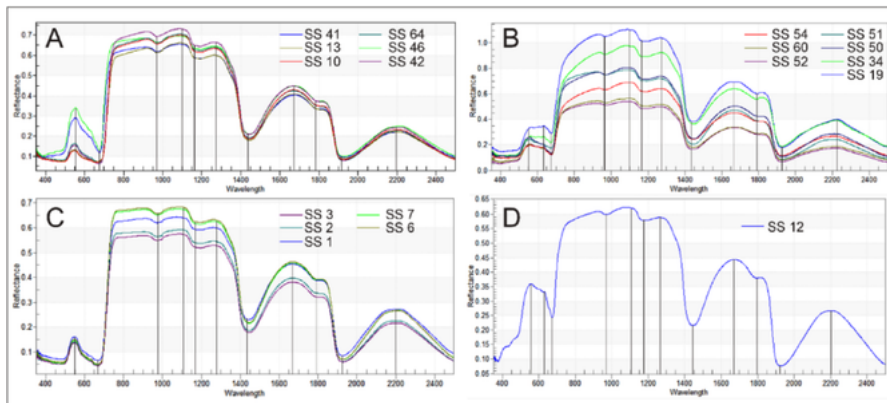 A
SS 41 SS 64
SS 13 SS 46
SS 10 SS 42
Reflectance
0.7
0.6
0.5
0.4
0.3
0.2
0.1
400 600 800 1000 1200 1400 1600 1800 2000 2200 2400
Wavelength
B
SS 54 SS 51
SS 60 SS 50
SS 52 SS 34
SS 19
Reflectance
1.0
0.8
0.6
0.4
0.2
0.0
400 600 800 1000 1200 1400 1600 1800 2000 2200 2400
Wavelength
C
SS 3 SS 7
SS 2 SS 6
SS 1
Reflectance
0.7
0.6
0.5
0.4
0.3
0.2
0.1
400 600 800 1000 1200 1400 1600 1800 2000 2200 2400
Wavelength
D
SS 12
Reflectance
0.65
0.60
0.55
0.50
0.45
0.40
0.35
0.30
0.25
0.20
0.15
0.10
0.05
400 600 800 1000 1200 1400 1600 1800 2000 2200 2400
Wavelength